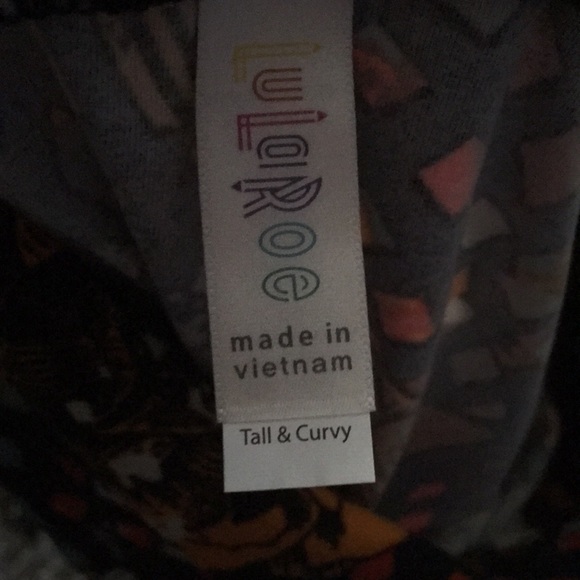 LuLaRoe
made in
vietnam
Tall & Curvy